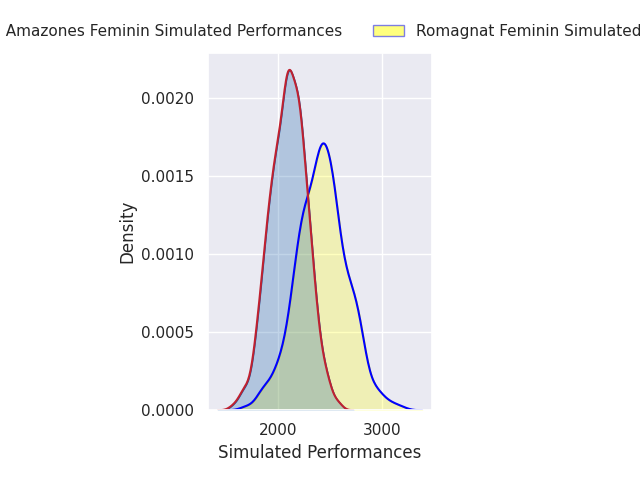 Amazones Feminin Simulated Performances
Romagnat Feminin Simulated
0.0020
0.0015
0.0010
0.0005
0.0000
Density
2000 3000
Simulated Performances